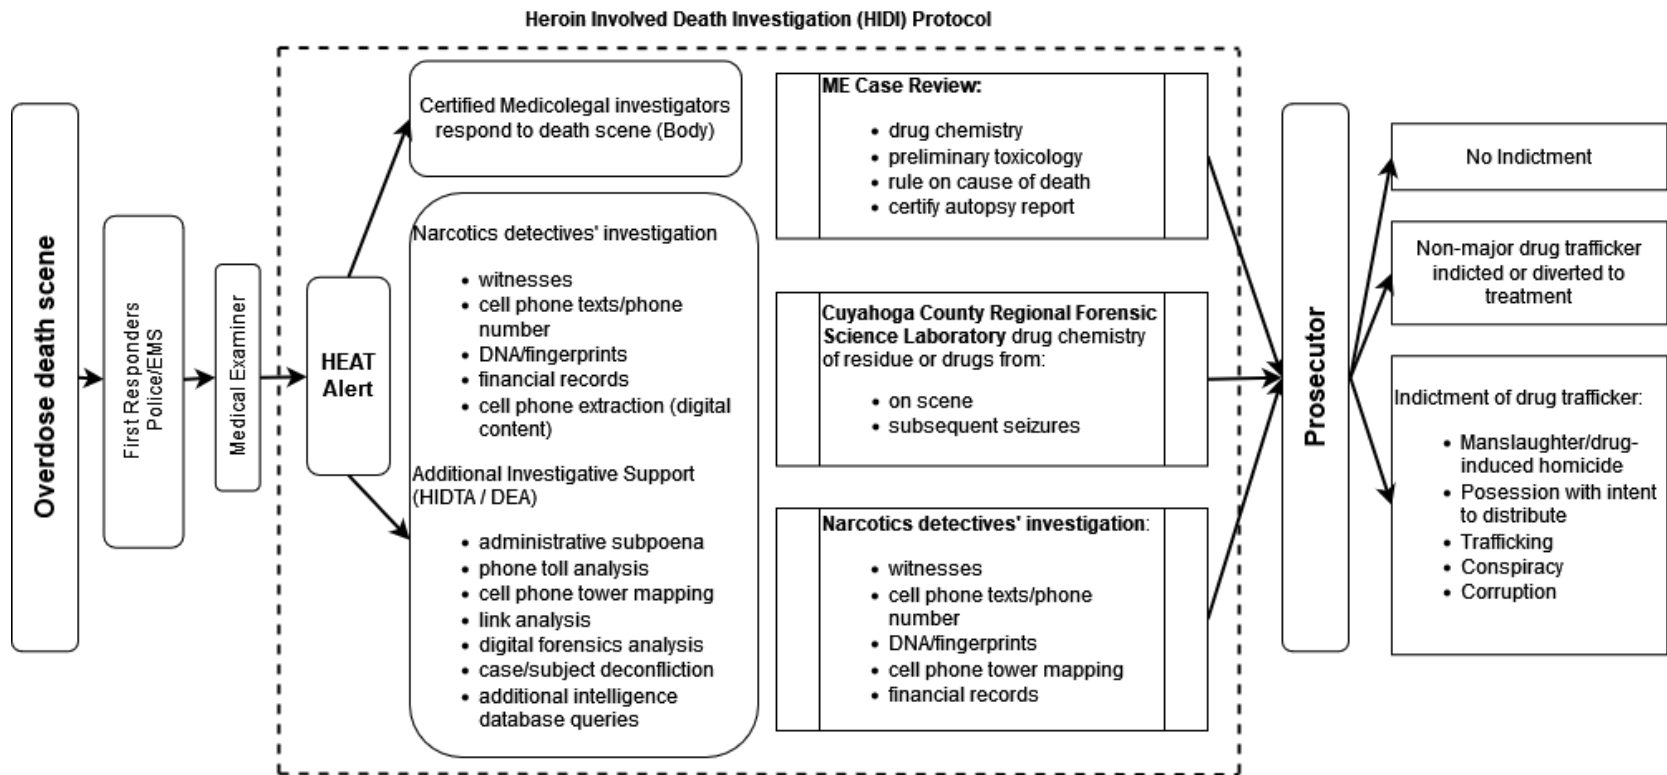 Heroin Involved Death Investigation (HIDI) Protocol
Overdose death scene
First Responders
Police/EMS
Medical Examiner
HEAT
Alert
Certified Medicolegal investigators
respond to death scene (Body)
Narcotics detectives' investigation
• witnesses
• cell phone texts/phone
number
• DNA/fingerprints
• financial records
• cell phone extraction (digital
content)
Additional Investigative Support
(HIDTA / DEA)
• administrative subpoena
• phone toll analysis
• cell phone tower mapping
• link analysis
• digital forensics analysis
• case/subject deconfliction
• additional intelligence
database queries
ME Case Review:
• drug chemistry
• preliminary toxicology
• rule on cause of death
• certify autopsy report
Cuyahoga County Regional Forensic
Science Laboratory drug chemistry
of residue or drugs from:
• on scene
• subsequent seizures
Narcotics detectives' investigation:
• witnesses
• cell phone texts/phone
number
• DNA/fingerprints
• cell phone tower mapping
• financial records
Prosecutor
No Indictment
Non-major drug trafficker
indicted or diverted to
treatment
Indictment of drug trafficker:
• Manslaughter/drug-
induced homicide
• Posession with intent
to distribute
• Trafficking
• Conspiracy
• Corruption